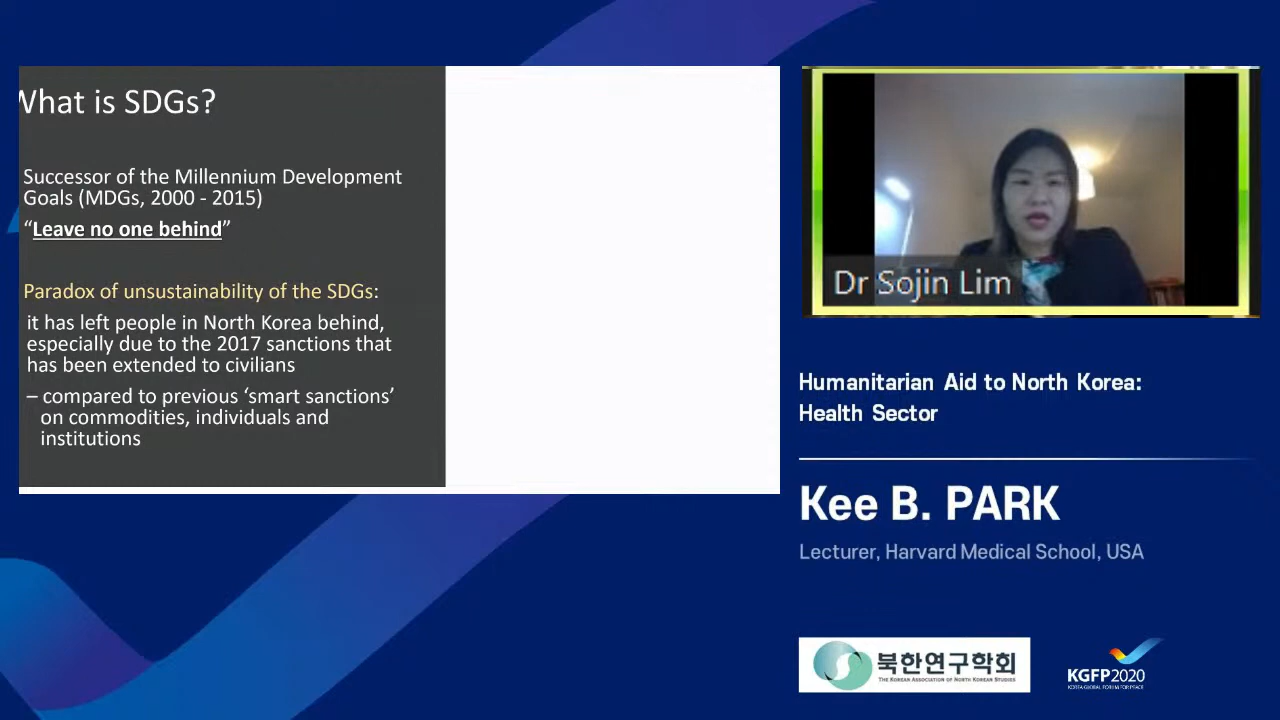 What is SDGs?
Successor of the Millennium Development
Goals (MDGs, 2000 - 2015)
“Leave no one behind”
Paradox of unsustainability of the SDGs:
it has left people in North Korea behind,
especially due to the 2017 sanctions that
has been extended to civilians
– compared to previous ‘smart sanctions’
on commodities, individuals and
institutions
Dr Sojin Lim
Humanitarian Aid to North Korea:
Health Sector
Kee B. PARK
Lecturer, Harvard Medical School, USA
북한연구학회
THE KOREAN ASSOCIATION OF NORTH KOREAN STUDIES
KGFP2020
KOREA GLOBAL FORUM FOR PEACE